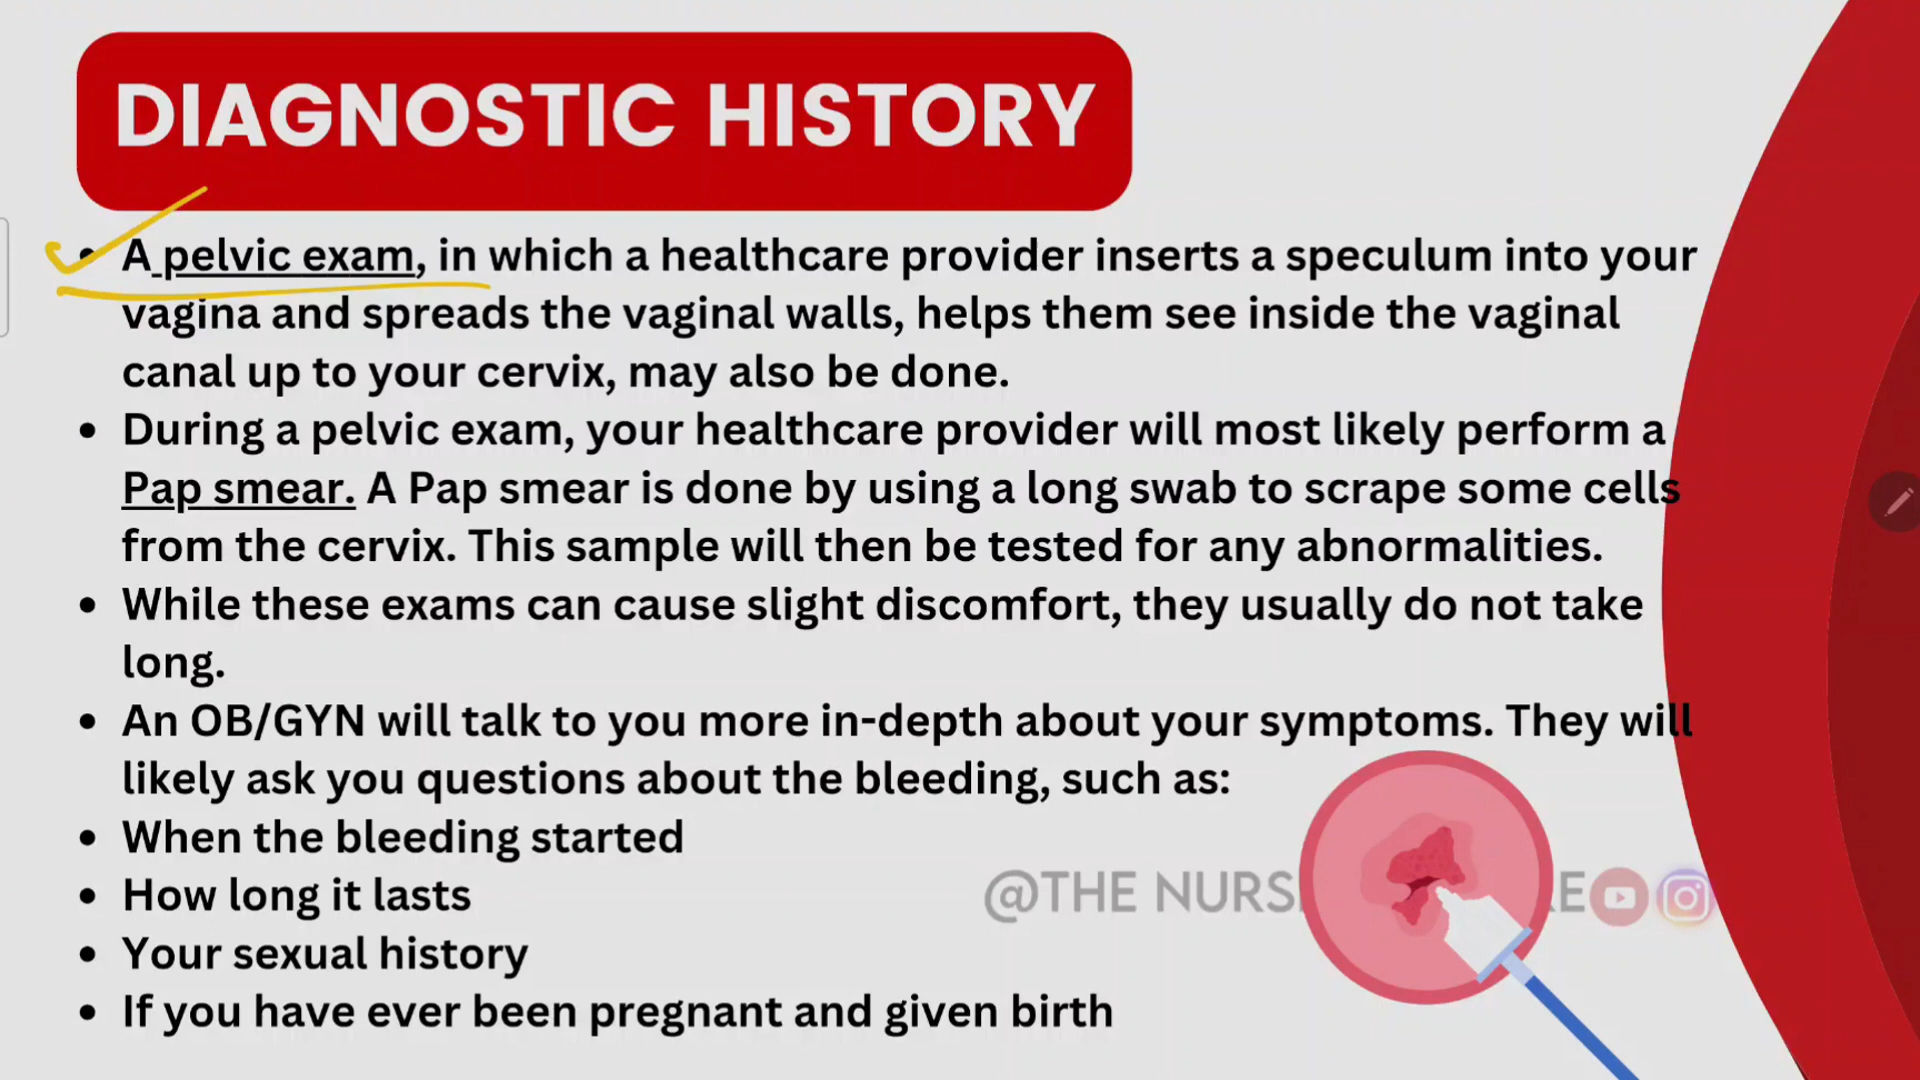 DIAGNOSTIC HISTORY
• A pelvic exam, in which a healthcare provider inserts a speculum into your
vagina and spreads the vaginal walls, helps them see inside the vaginal
canal up to your cervix, may also be done.
• During a pelvic exam, your healthcare provider will most likely perform a
Pap smear. A Pap smear is done by using a long swab to scrape some cells
from the cervix. This sample will then be tested for any abnormalities.
• While these exams can cause slight discomfort, they usually do not take
long.
• An OB/GYN will talk to you more in-depth about your symptoms. They will
likely ask you questions about the bleeding, such as:
• When the bleeding started
• How long it lasts
• Your sexual history
• If you have ever been pregnant and given birth
@THE